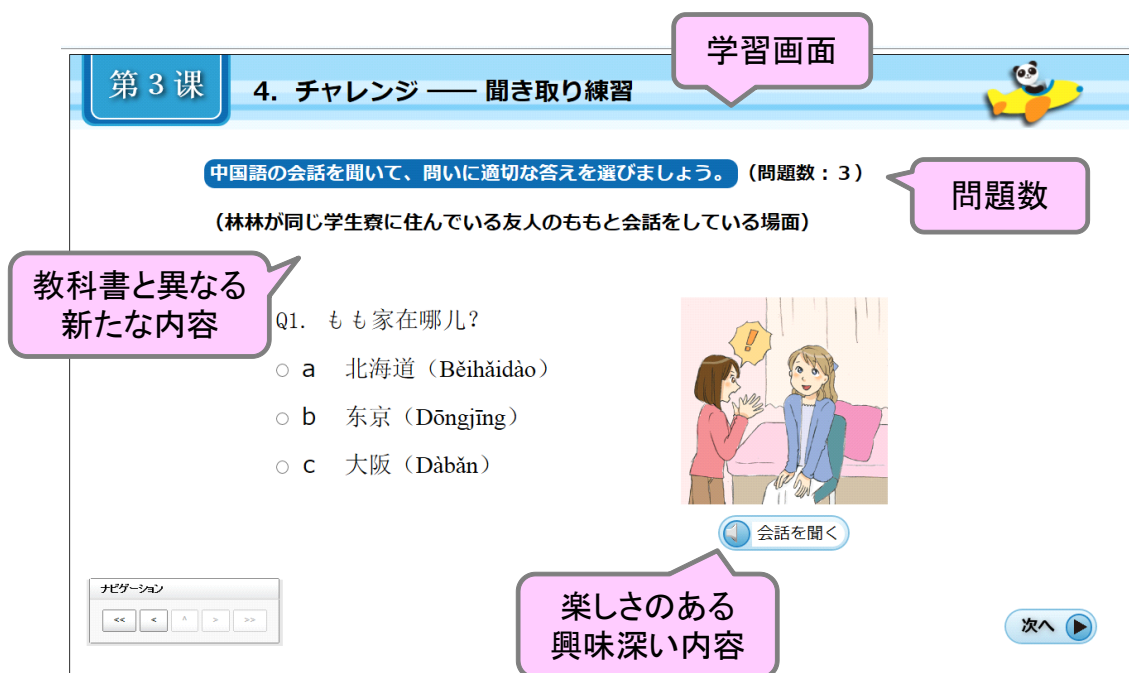 学習画面
第3课
4. チャレンジ ―― 聞き取り練習
中国語の会話を聞いて、問いに適切な答えを選びましょう。(問題数:3)
問題数
(林林が同じ学生寮に住んでいる友人のももと会話をしている場面)
教科書と異なる
新たな内容
Q1. もも家在哪儿?
a 北海道(Běihǎidào)
b 东京(Dōngjīng)
c 大阪(Dàbǎn)
!
会話を聞く
ナビゲーション
<< < ^ > >>
楽しさのある
興味深い内容
次へ